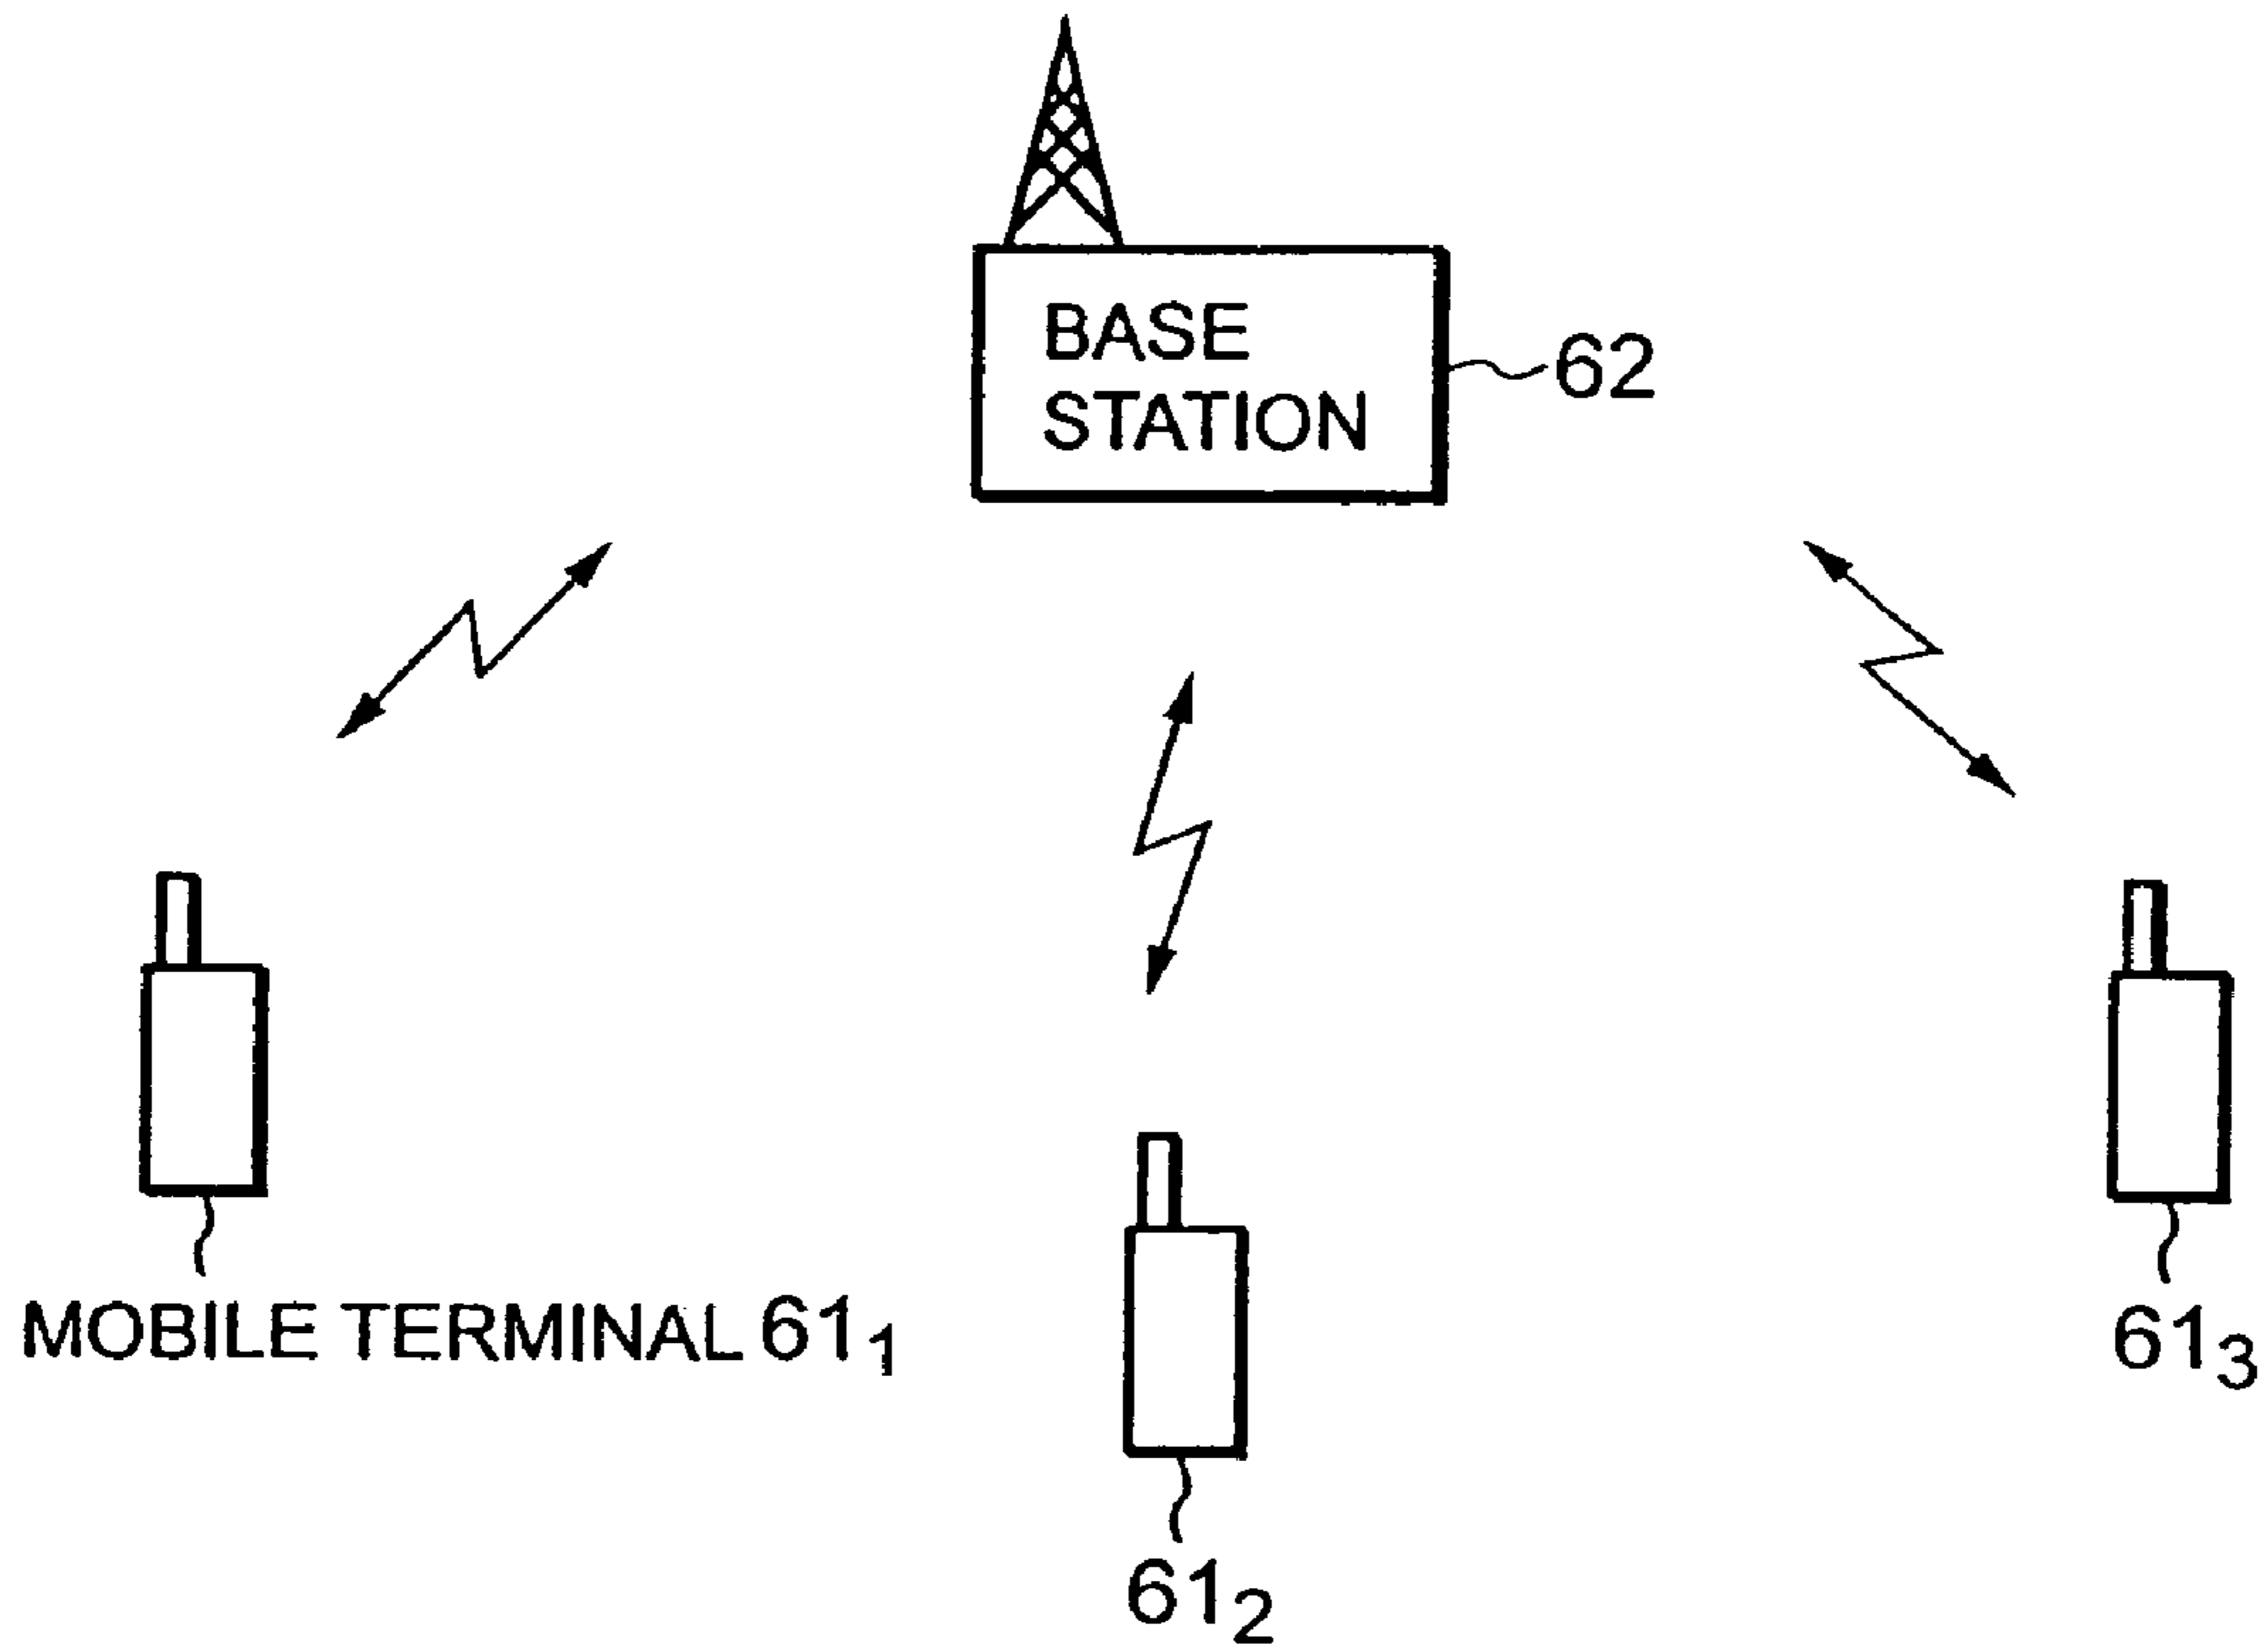 BASE
STATION
62
MOBILE TERMINAL 61₁
61₂
61₃